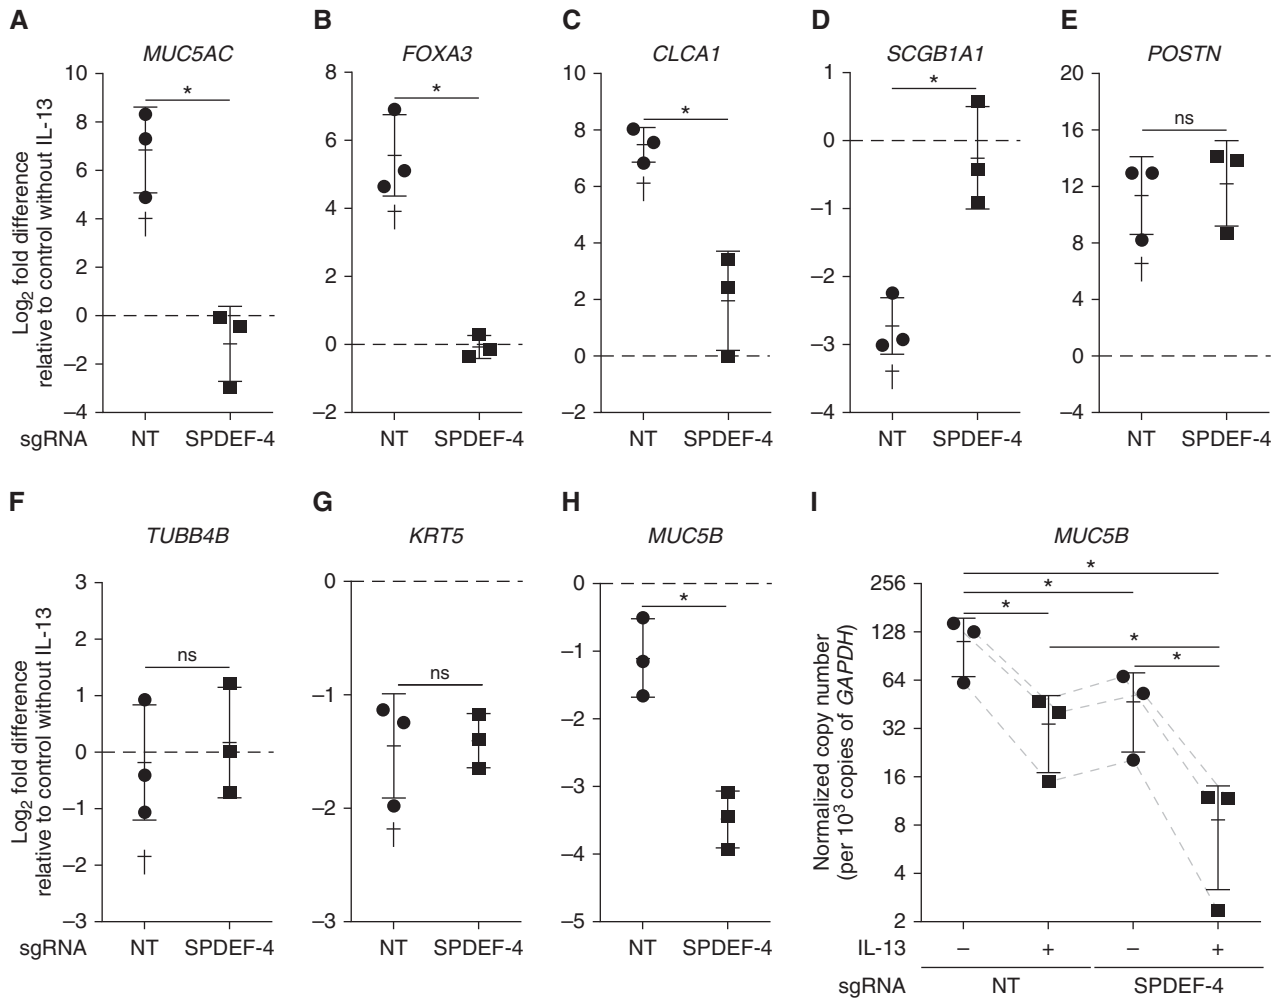 A
B
C
D
E
MUC5AC
FOXA3
CLCA1
SCGB1A1
POSTN
Log2 fold difference
relative to control without IL-13
10
8
6
4
2
0
–2
–4
*
†
8
6
4
2
0
–2
*
†
10
8
6
4
2
0
–2
*
†
1
0
–1
–2
–3
–4
*
†
20
16
12
8
4
0
–4
ns
†
sgRNA
NT SPDEF-4
NT SPDEF-4
NT SPDEF-4
NT SPDEF-4
NT SPDEF-4
F
G
H
I
TUBB4B
KRT5
MUC5B
MUC5B
Log2 fold difference
relative to control without IL-13
3
2
1
0
–1
–2
–3
ns
†
0
–1
–2
–3
ns
†
0
–1
–2
–3
–4
–5
*
Normalized copy number
(per 10³ copies of GAPDH)
256
128
64
32
16
8
4
2
*
*
*
*
*
sgRNA
NT SPDEF-4
NT SPDEF-4
NT SPDEF-4
IL-13 – + – +
sgRNA NT SPDEF-4